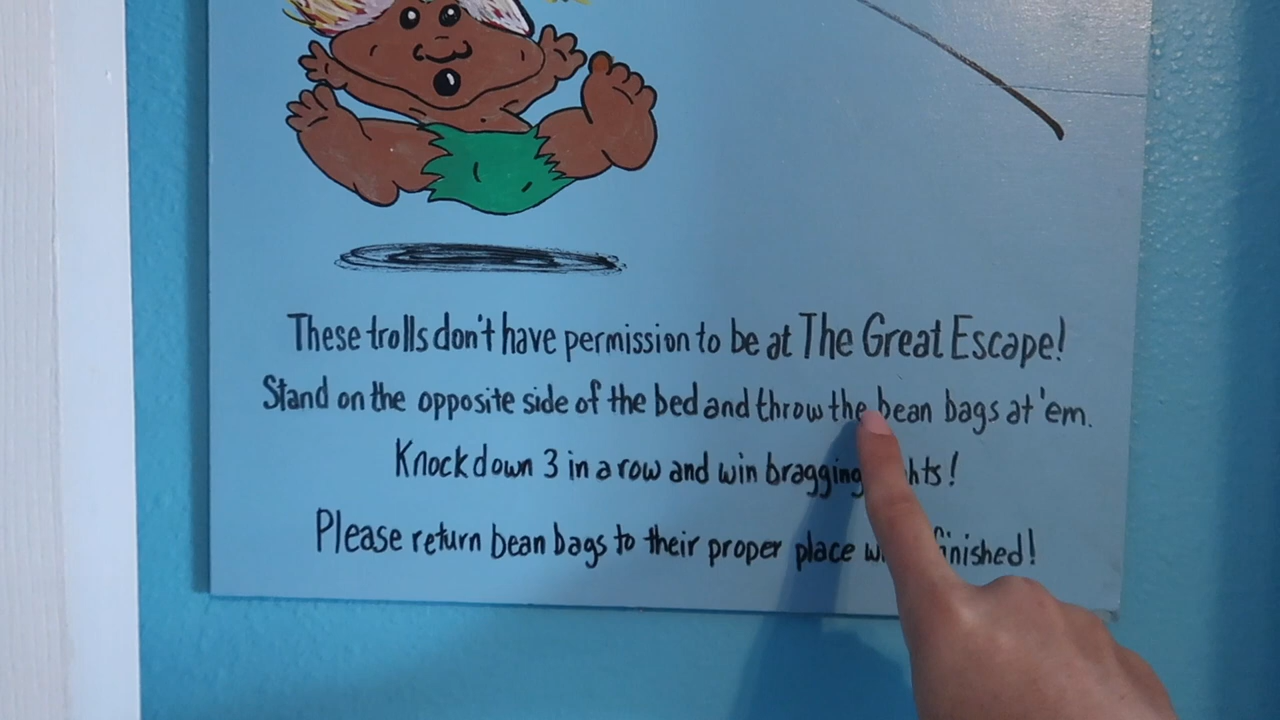 These trolls don't have permission to be at The Great Escape!
Stand on the opposite side of the bed and throw the bean bags at 'em.
Knock down 3 in a row and win bragging
Please return bean bags to their proper place finished!